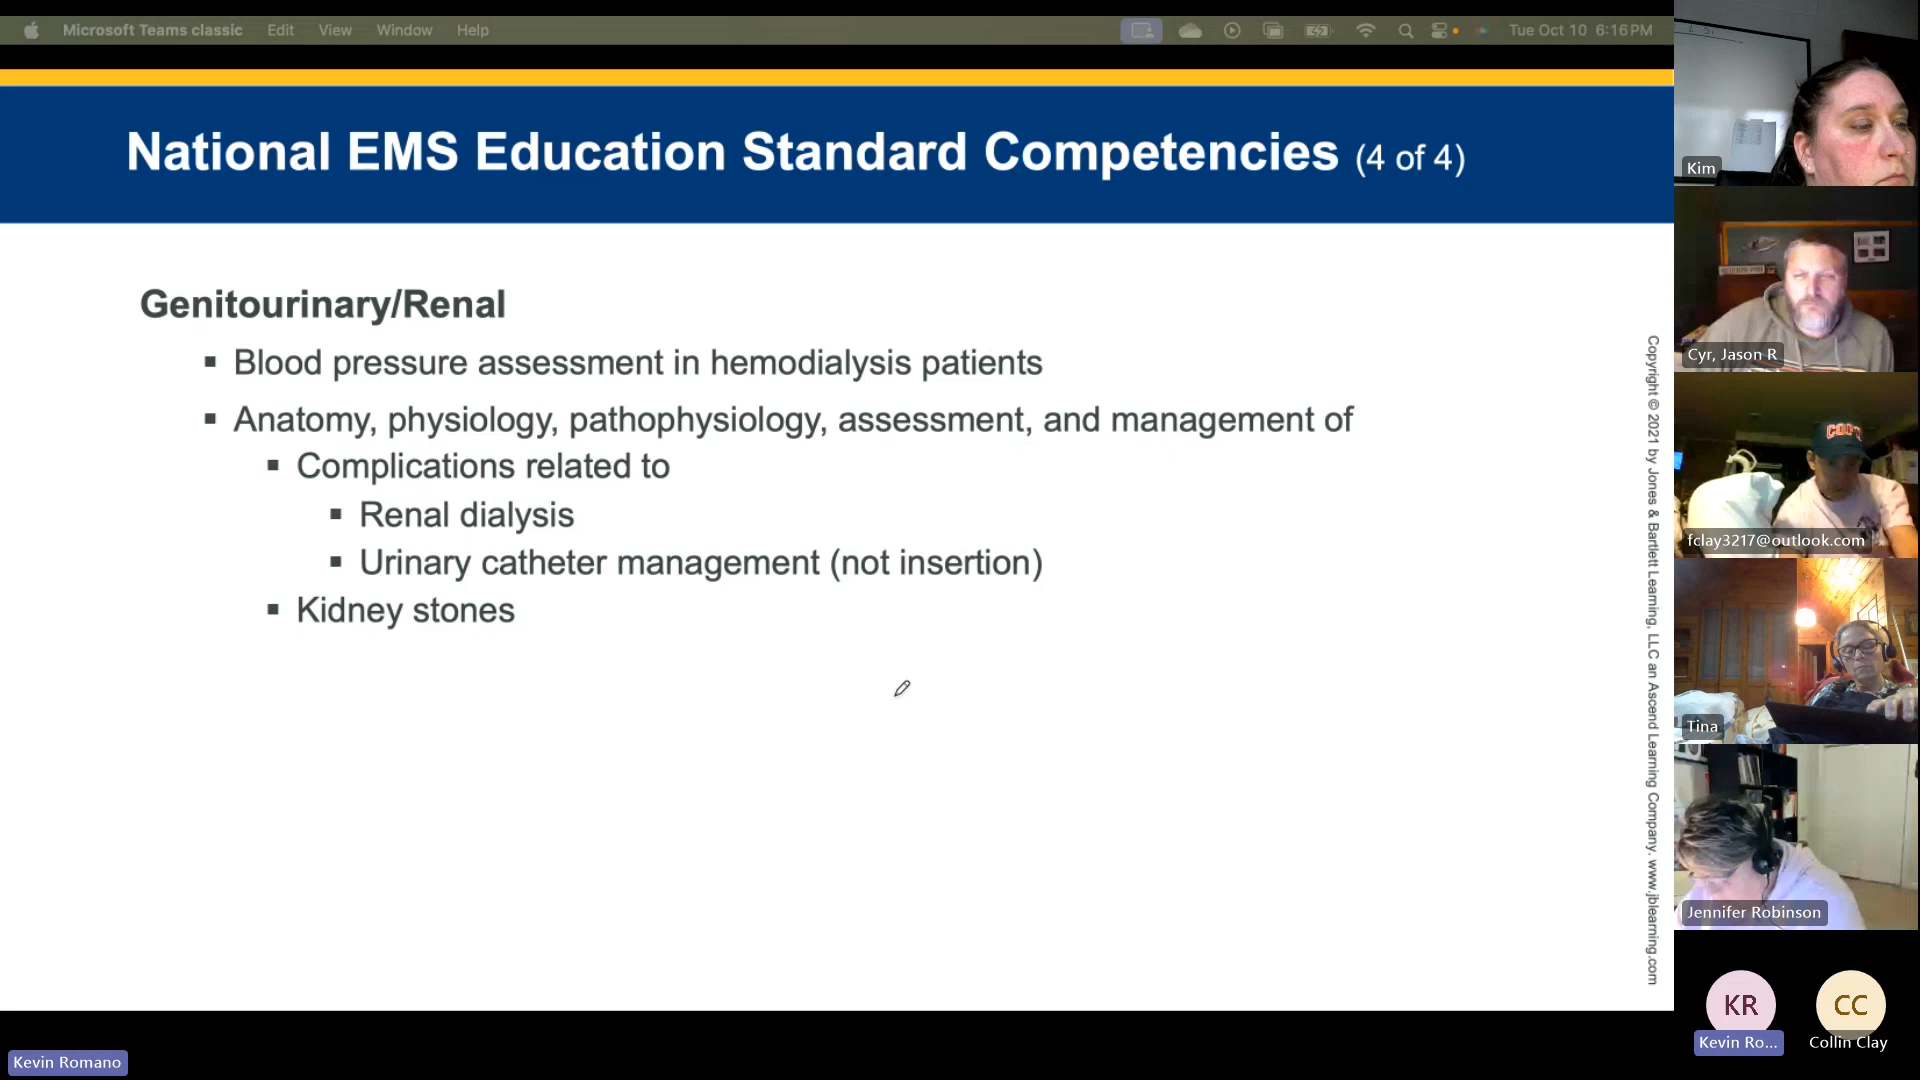 Microsoft Teams classic Edit View Window Help Tue Oct 10 6:16 PM
National EMS Education Standard Competencies (4 of 4)
Genitourinary/Renal
▪ Blood pressure assessment in hemodialysis patients
▪ Anatomy, physiology, pathophysiology, assessment, and management of
▪ Complications related to
▪ Renal dialysis
▪ Urinary catheter management (not insertion)
▪ Kidney stones
Copyright © 2021 by Jones & Bartlett Learning, LLC an Ascend Learning Company. www.jblearning.com
Kim
Cyr, Jason R
fclay3217@outlook.com
Tina
Jennifer Robinson
KR CC
Kevin Ro... Collin Clay
Kevin Romano